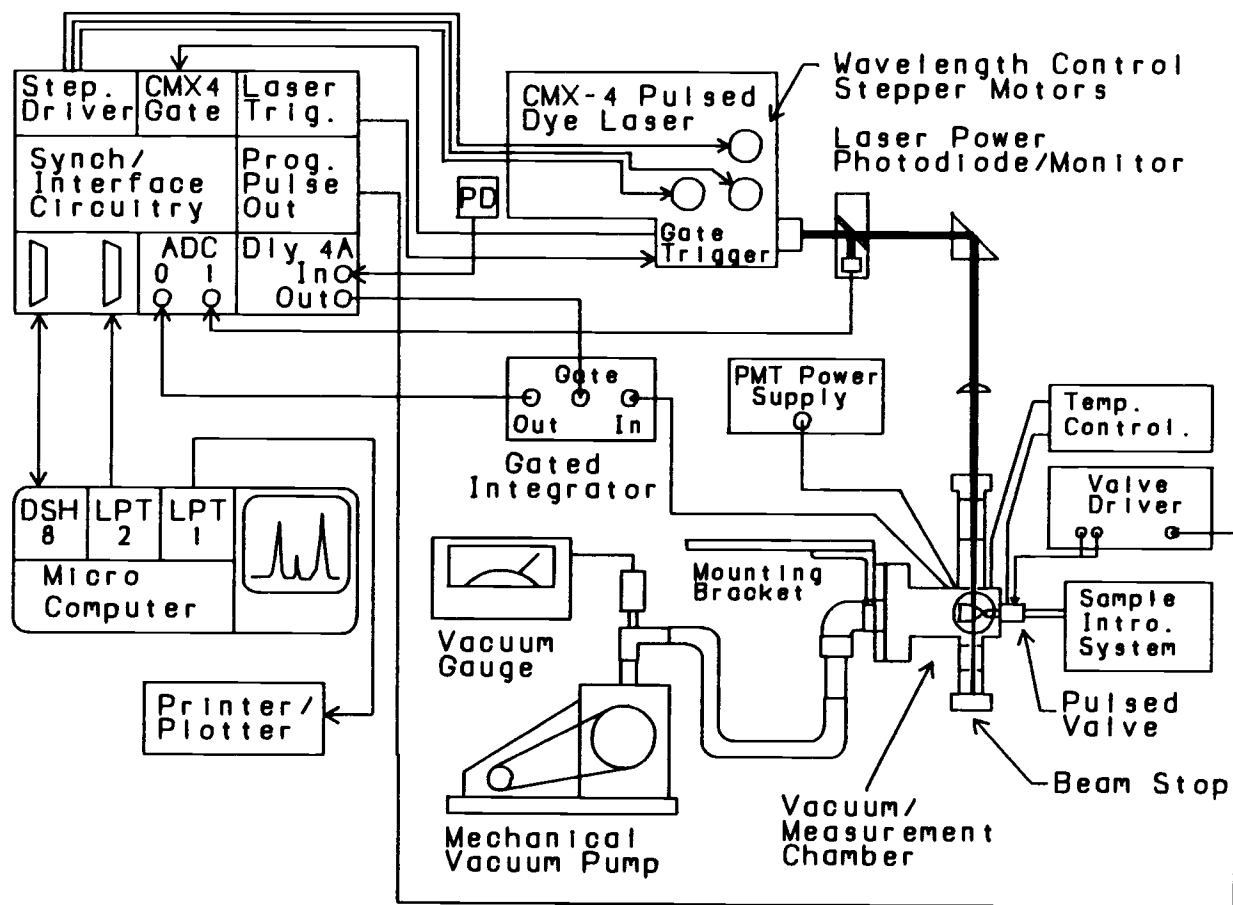 Step.
Driver
CMX4
Gate
Laser
Trig.
Synch/
Interface
Circuitry
Prog.
Pulse
Out
ADC
0 1
Dly 4A
In
Out
PD
CMX-4 Pulsed
Dye Laser
Gate
Trigger
Wavelength Control
Stepper Motors
Laser Power
Photodiode/Monitor
Gate
Out In
Gated
Integrator
PMT Power
Supply
Temp.
Control.
Valve
Driver
DSH
8
LPT
2
LPT
1
Micro
Computer
Vacuum
Gauge
Mounting
Bracket
Sample
Intro.
System
Pulsed
Valve
Printer/
Plotter
Beam Stop
Mechanical
Vacuum Pump
Vacuum/
Measurement
Chamber